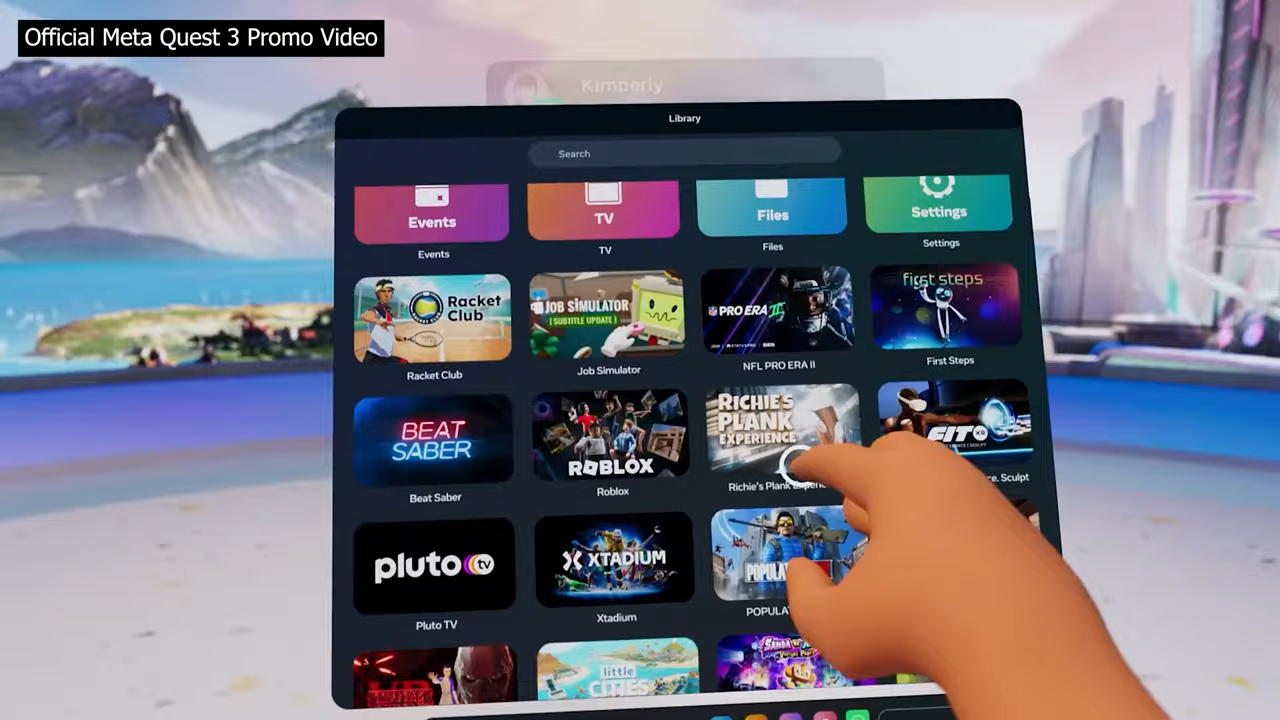 Official Meta Quest 3 Promo Video
Kimberly
Library
Search
Events
TV
Files
Settings
Events
TV
Files
Settings
Racket
Club
JOB SIMULATOR
[SUBTITLE UPDATE]
NFL PRO ERA II
first steps
Racket Club
Job Simulator
NFL PRO ERA II
First Steps
BEAT
SABER
ROBLOX
RICHIE'S
PLANK
EXPERIENCE
FIT XR
Beat Saber
Roblox
Richie's Plank
Sculpt
pluto tv
XTADIUM
Pluto TV
Xtadium
little
CITIES